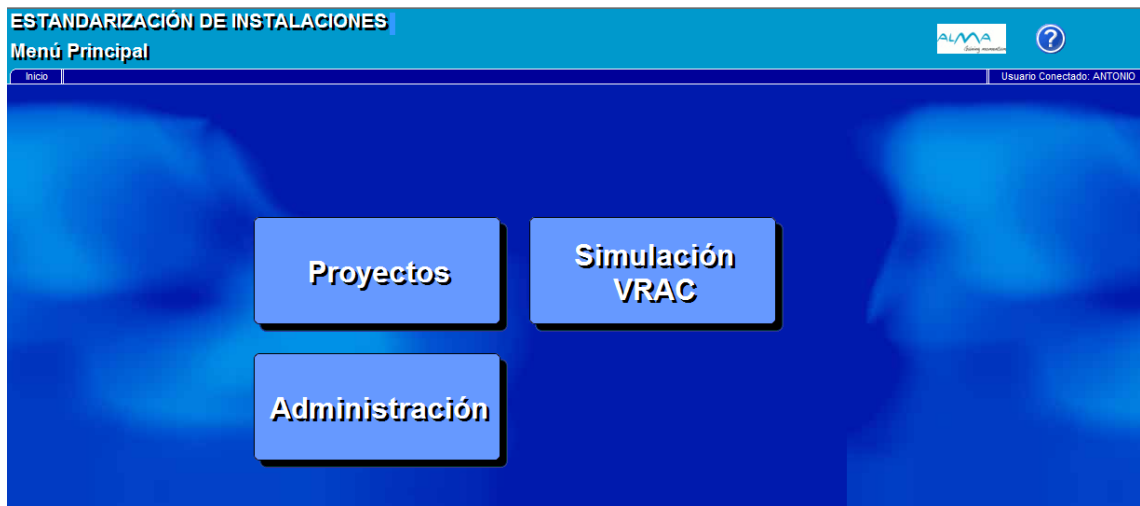 ESTANDARIZACIÓN DE INSTALACIONES
Menú Principal
ALMA
?
Inicio
Usuario Conectado: ANTONIO
Proyectos
Simulación
VRAC
Administración